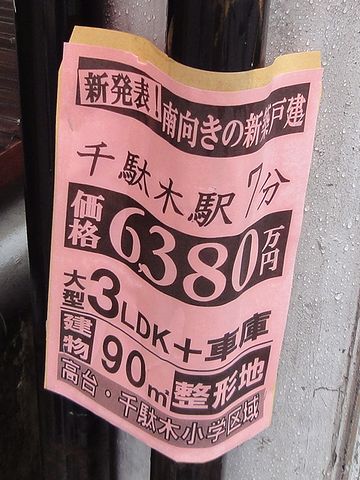 新発表!南向きの新築戸建
千駄木駅 7分
価格6,380万円
大型3LDK+車庫
建物90㎡整形地
高台・千駄木小学区域